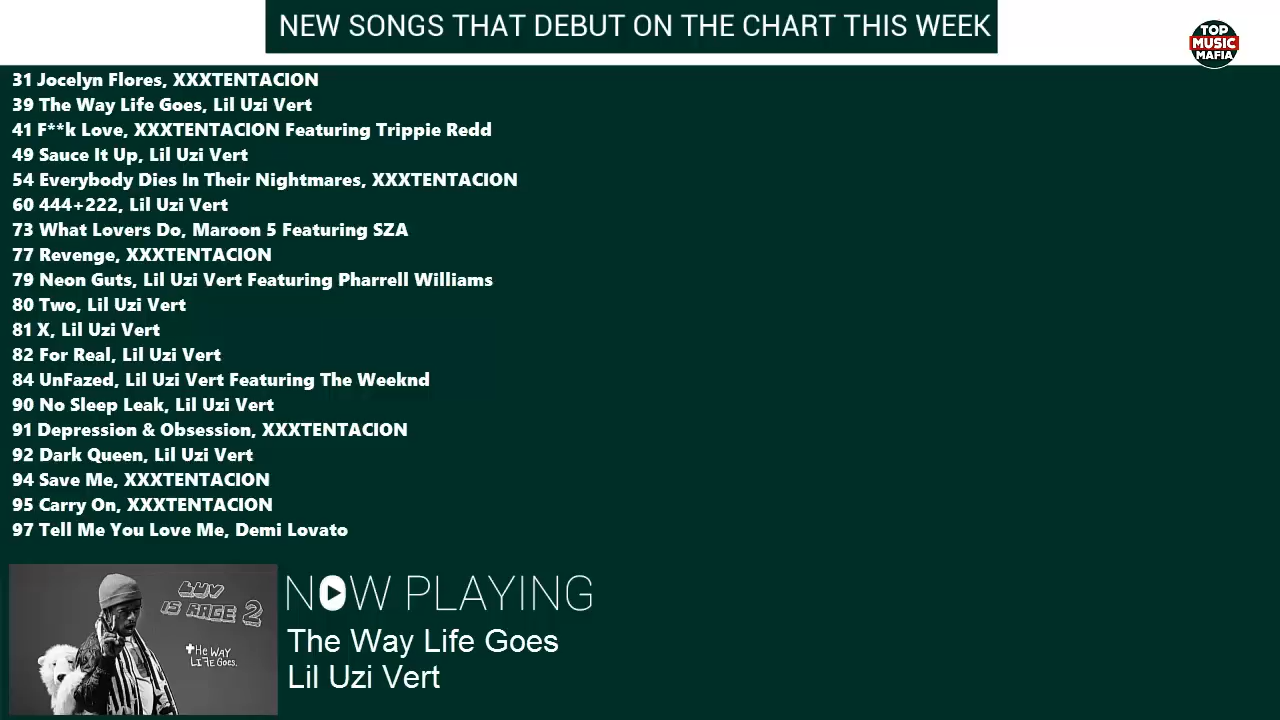 NEW SONGS THAT DEBUT ON THE CHART THIS WEEK
TOP
MUSIC
MAFIA
31 Jocelyn Flores, XXXTENTACION
39 The Way Life Goes, Lil Uzi Vert
41 F**k Love, XXXTENTACION Featuring Trippie Redd
49 Sauce It Up, Lil Uzi Vert
54 Everybody Dies In Their Nightmares, XXXTENTACION
60 444+222, Lil Uzi Vert
73 What Lovers Do, Maroon 5 Featuring SZA
77 Revenge, XXXTENTACION
79 Neon Guts, Lil Uzi Vert Featuring Pharrell Williams
80 Two, Lil Uzi Vert
81 X, Lil Uzi Vert
82 For Real, Lil Uzi Vert
84 UnFazed, Lil Uzi Vert Featuring The Weeknd
90 No Sleep Leak, Lil Uzi Vert
91 Depression & Obsession, XXXTENTACION
92 Dark Queen, Lil Uzi Vert
94 Save Me, XXXTENTACION
95 Carry On, XXXTENTACION
97 Tell Me You Love Me, Demi Lovato
LUV
IS RAGE 2
THE WAY
LIFE GOES.
NOW PLAYING
The Way Life Goes
Lil Uzi Vert